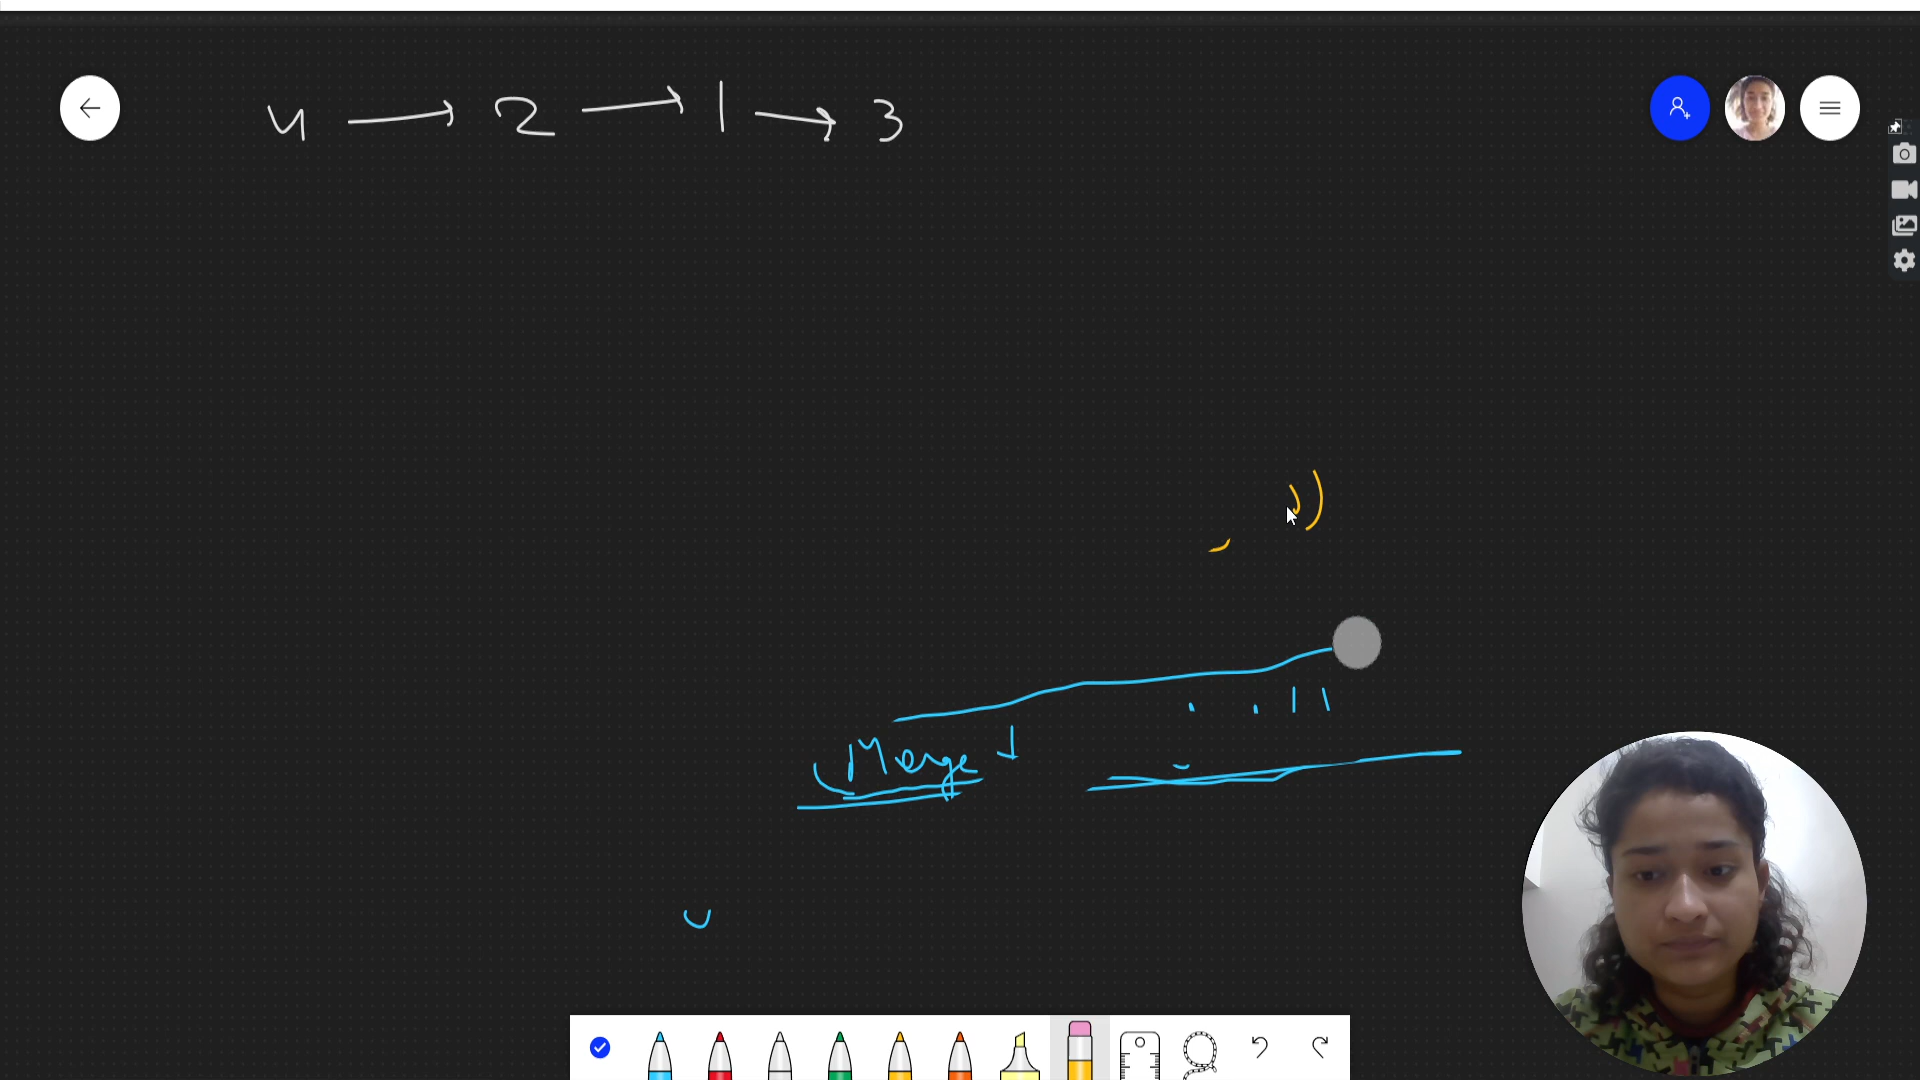 4 → 2 → 1 → 3
Merge